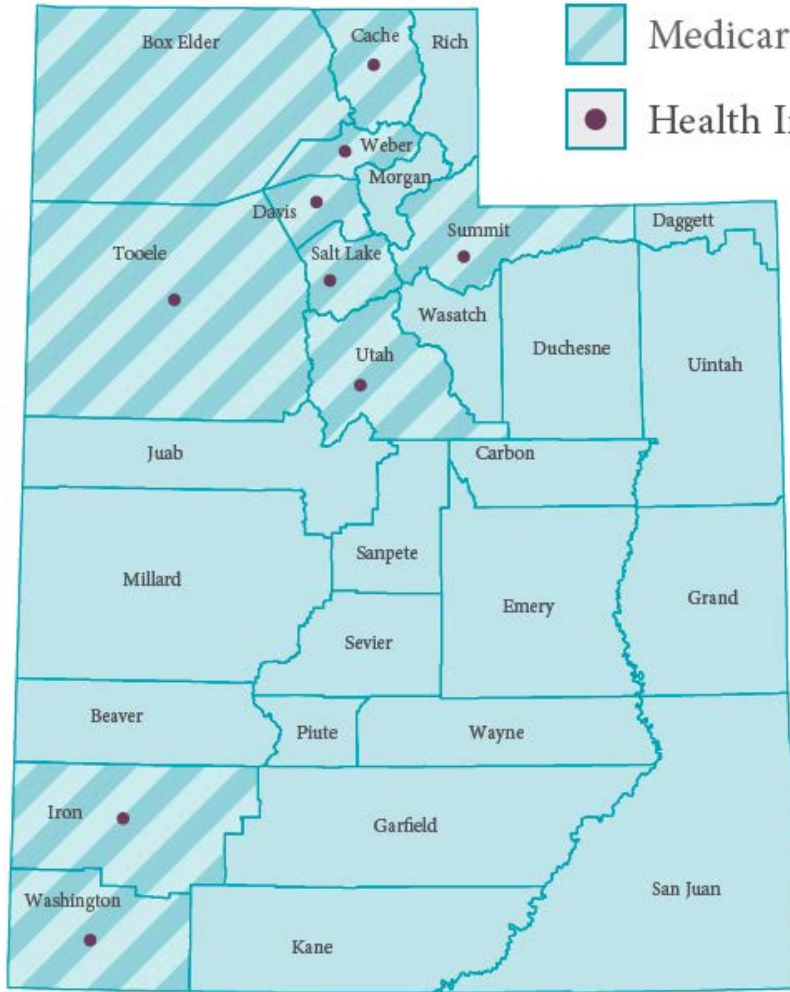 Medicar
Health I
Box Elder
Cache
Rich
Weber
Morgan
Davis
Summit
Daggett
Tooele
Salt Lake
Wasatch
Duchesne
Utah
Uintah
Juab
Carbon
Sanpete
Millard
Emery
Grand
Sevier
Beaver
Piute
Wayne
Iron
Garfield
San Juan
Washington
Kane